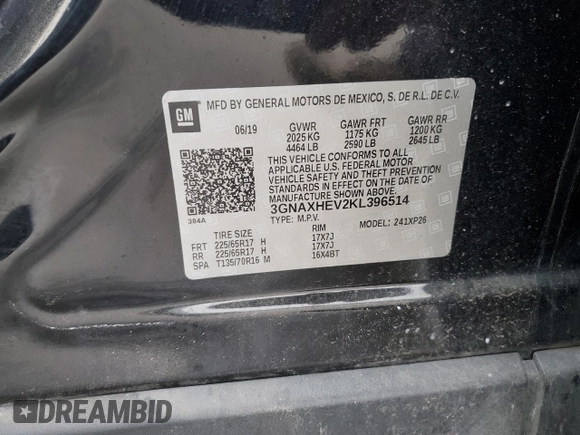 GM
MFD BY GENERAL MOTORS DE MEXICO, S. DE R.L. DE C.V.
06/19 GVWR GAWR FRT GAWR RR
2025 KG 1175 KG 1200 KG
4464 LB 2590 LB 2645 LB
THIS VEHICLE CONFORMS TO ALL
APPLICABLE U.S. FEDERAL MOTOR
VEHICLE SAFETY, BUMPER, AND THEFT
PREVENTION STANDARDS IN EFFECT ON
THE DATE OF MANUFACTURE SHOWN ABOVE.
3GNAXHEV2KL396514
384A TYPE: M.P.V. MODEL: 241XP26
TIRE SIZE RIM
FRT 225/65R17 H 17X7J
RR 225/65R17 H 17X7J
SPA T135/70R16 M 16X4BT
DREAMBID